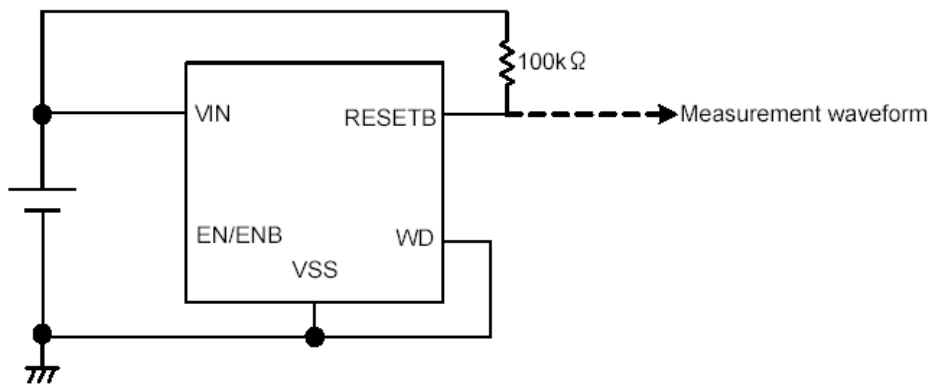 100kΩ
VIN
RESETB
Measurement waveform
EN/ENB
WD
VSS